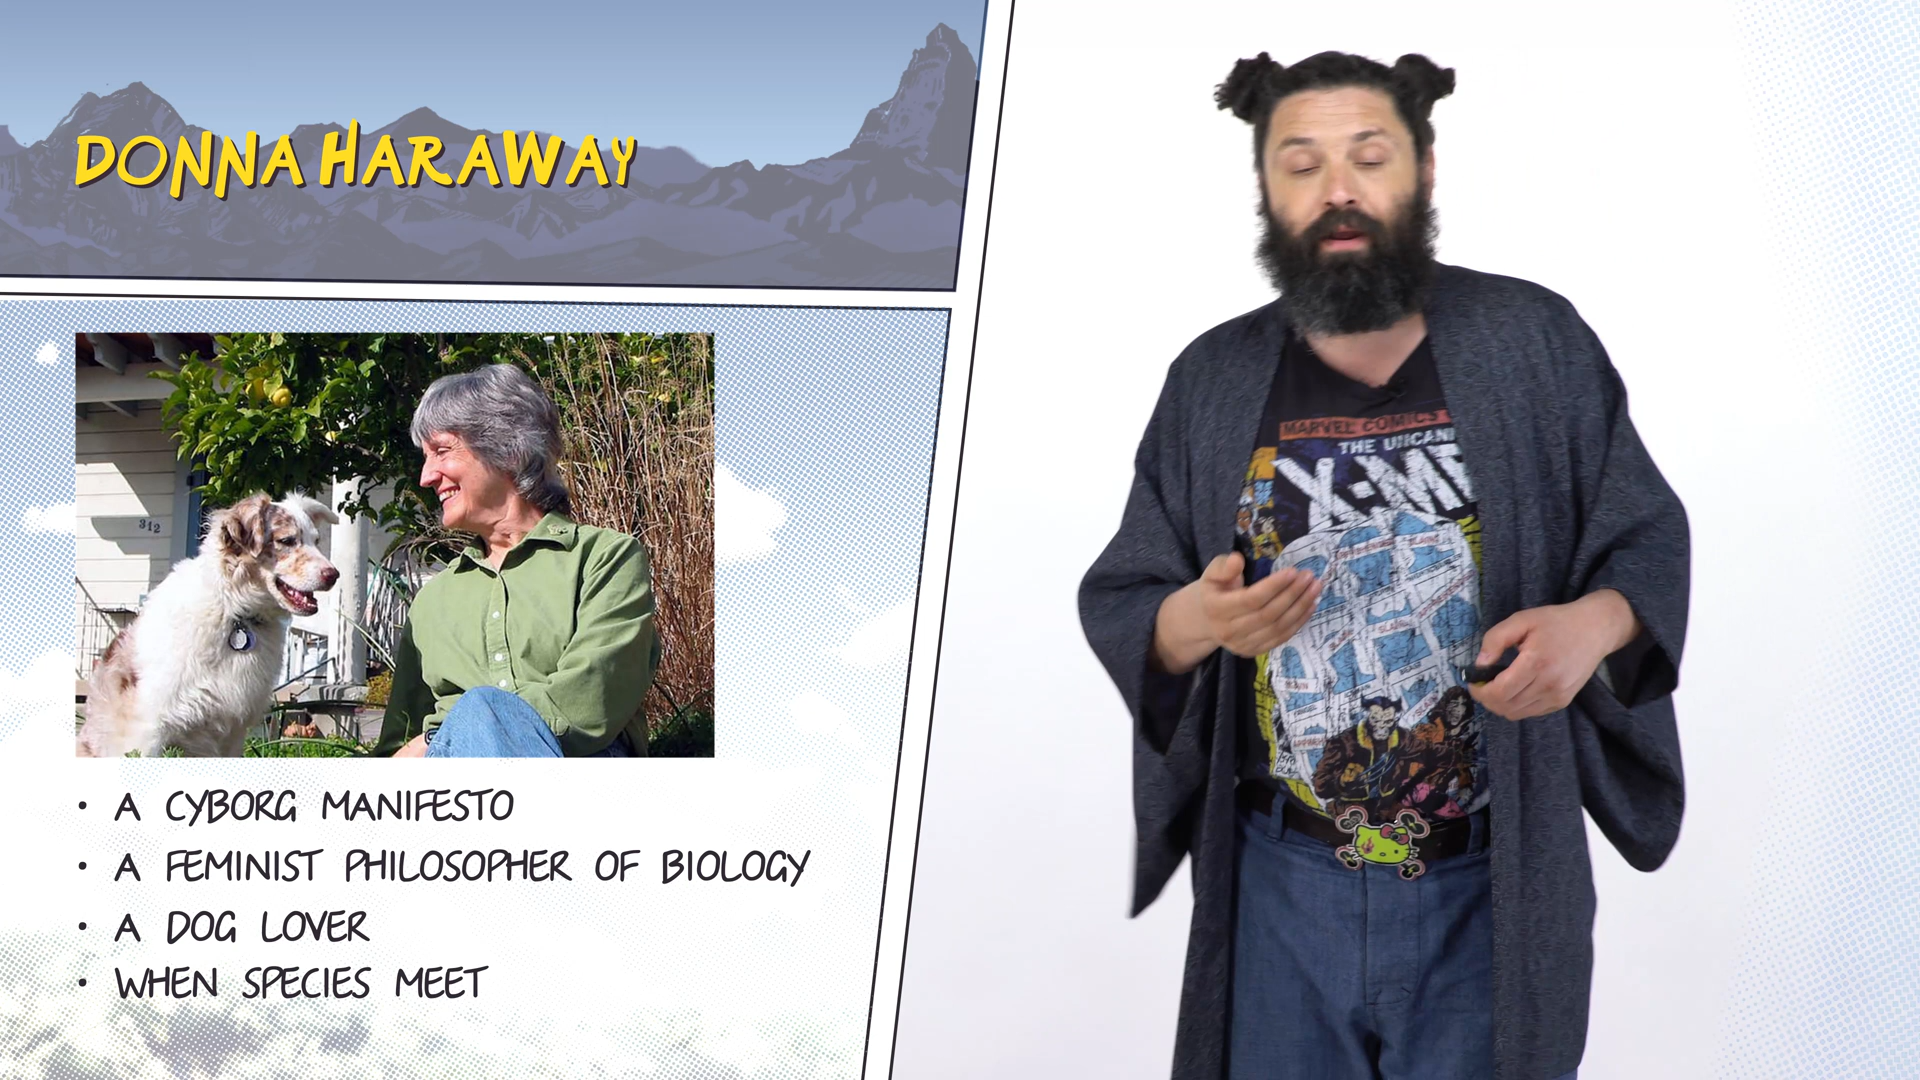 DONNA HARAWAY
312
• A CYBORG MANIFESTO
• A FEMINIST PHILOSOPHER OF BIOLOGY
• A DOG LOVER
• WHEN SPECIES MEET
MARVEL COMICS
THE UNCAN
X-ME